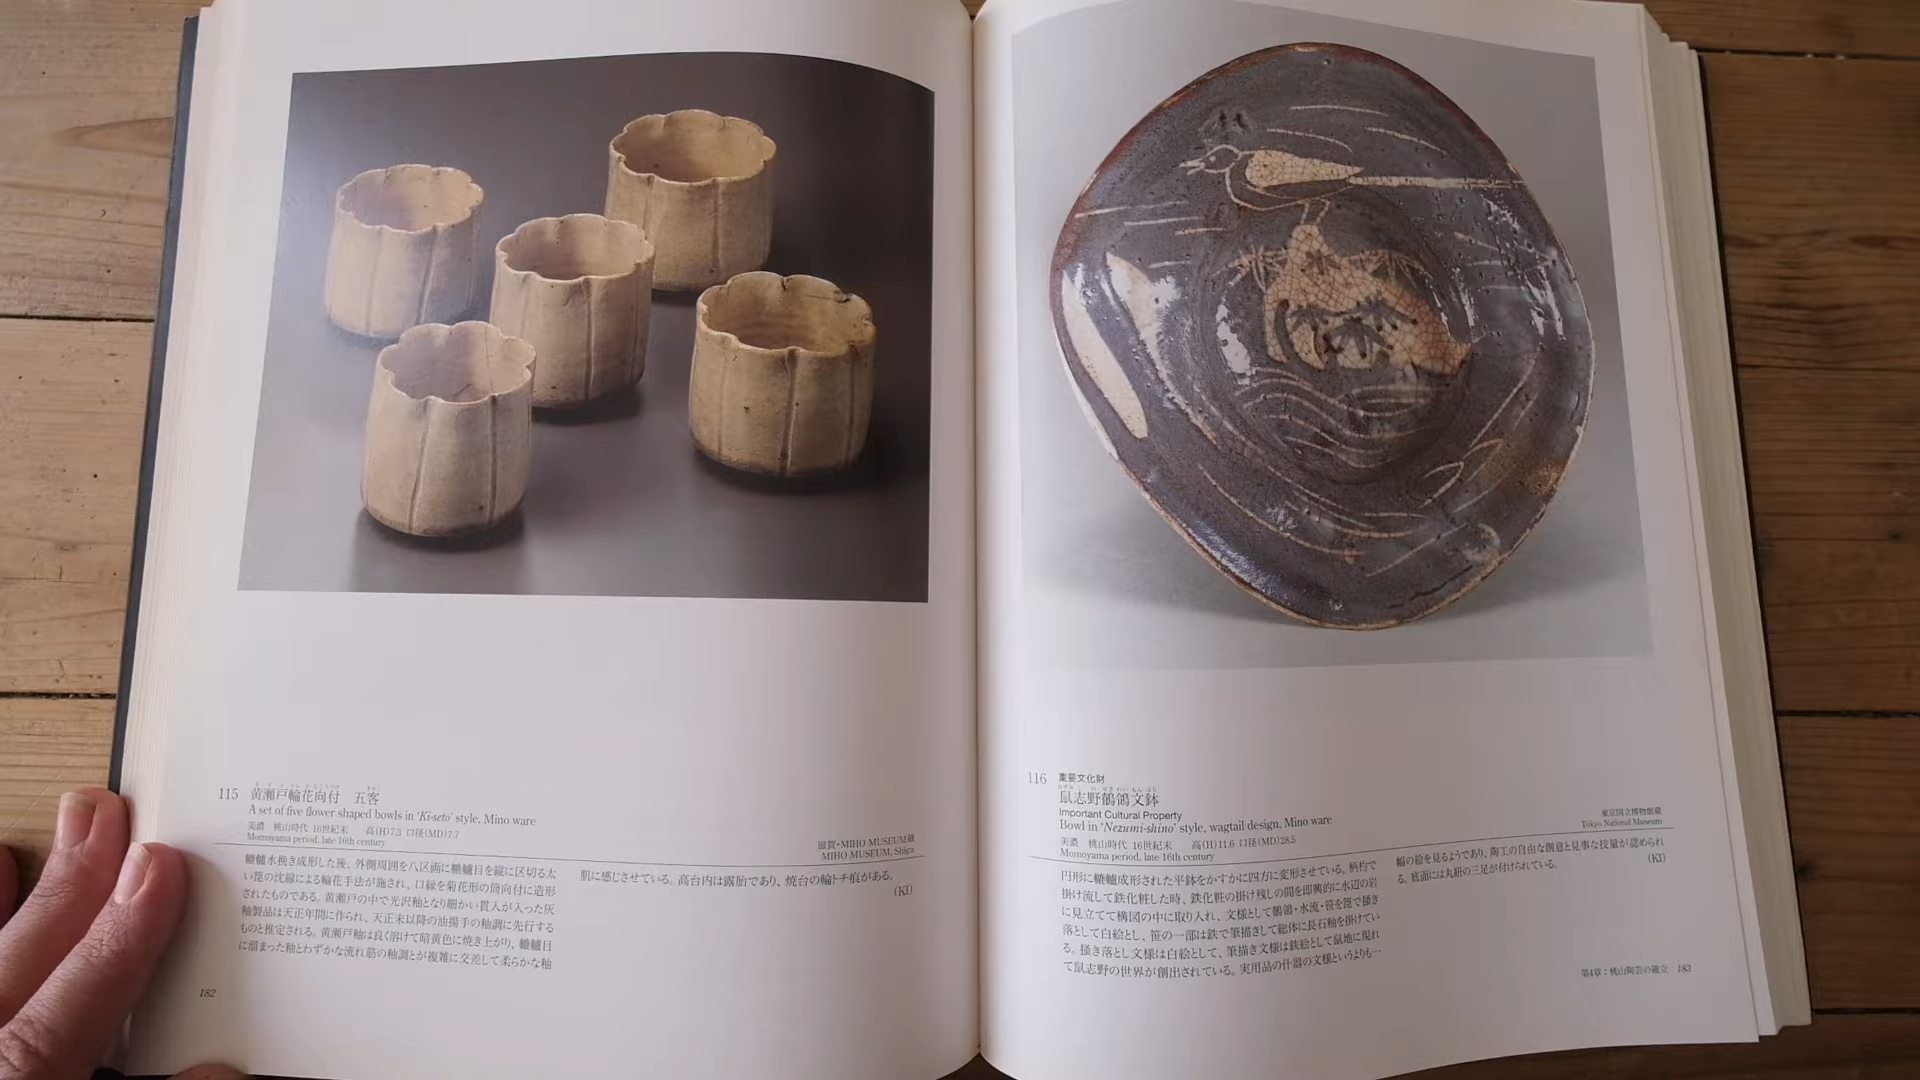 115 黄瀬戸輪花向付 五客
A set of five flower shaped bowls in 'Ki-seto' style, Mino ware
美濃 桃山時代 16世紀末 高(H)7.3 口径(MD)7.7
Momoyama period, late 16th century
滋賀・MIHO MUSEUM蔵
MIHO MUSEUM, Shiga
轆轤水挽き成形した後、外側周囲を八区画に轆轤目を縦に区切る太
い箆の沈線による輪花手法が施され、口縁を菊花形の筒向付に造形
されたものである。黄瀬戸の中で光沢釉となり細かい貫入が入った灰
釉製品は天正年間に作られ、天正末以降の油揚手の釉調に先行する
ものと推定される。黄瀬戸釉は良く溶けて暗黄色に焼き上がり、轆轤目
に溜まった釉とわずかな流れ筋の釉調とが複雑に交差して柔らかな釉
肌に感じさせている。高台内は露胎であり、焼台の輪トチ痕がある。
(KI)
182
116 重要文化財
鼠志野鶺鴒文鉢
Important Cultural Property
Bowl in 'Nezumi-shino' style, wagtail design, Mino ware
美濃 桃山時代 16世紀末 高(H)11.6 口径(MD)28.5
Momoyama period, late 16th century
東京国立博物館蔵
Tokyo National Museum
円形に轆轤成形された平鉢をかすかに四方に変形させている。柄杓で
掛け流して鉄化粧した時、鉄化粧の掛け残しの間を即興的に水辺の岩
に見立てて構図の中に取り入れ、文様として鶺鴒・水流・笹を箆で掻き
落として白絵とし、笹の一部は鉄で筆描きして総体に長石釉を掛けてい
る。掻き落とし文様は白絵として、筆描き文様は鉄絵として鼠地に現れ
て鼠志野の世界が創出されている。実用品の什器の文様というよりも一
幅の絵を見るようであり、陶工の自由な創意と見事な技量が認められ
る。底面には丸紐の三足が付けられている。
(KI)
第4章：桃山陶芸の確立 183